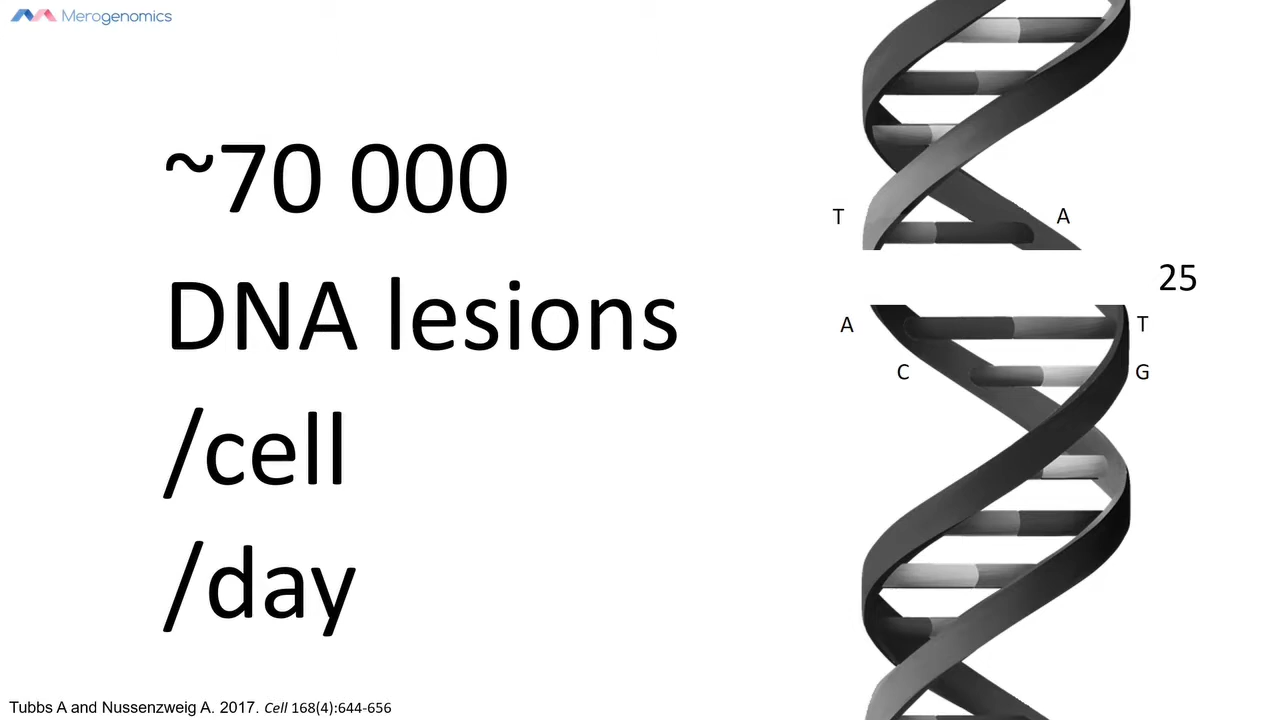 Merogenomics
~70 000
DNA lesions
/cell
/day
T A
25
A T
C G
Tubbs A and Nussenzweig A. 2017. Cell 168(4):644-656